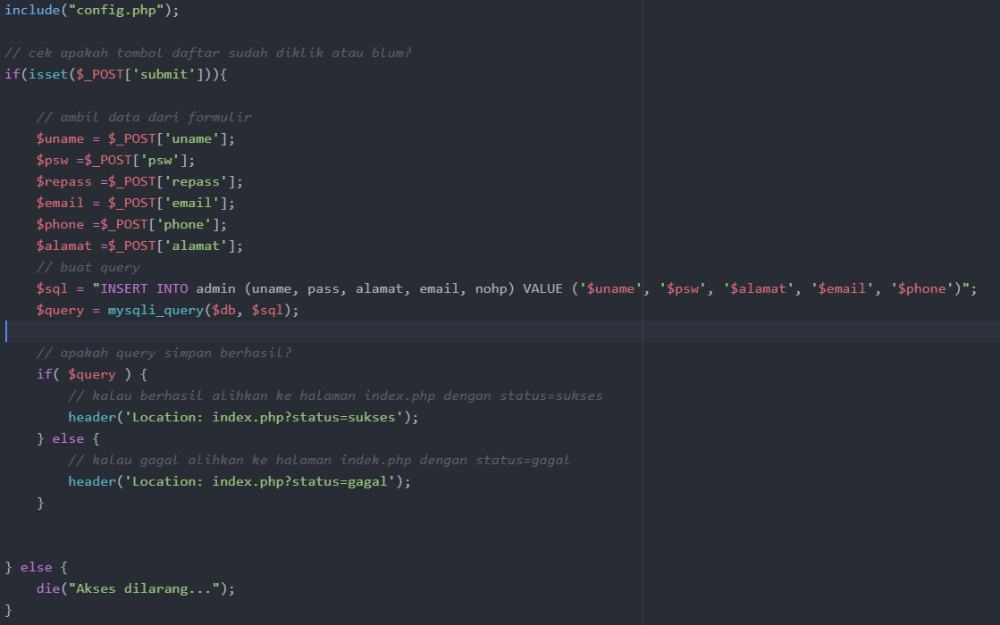 include("config.php");
// cek apakah tombol daftar sudah diklik atau blum?
if(isset($_POST['submit'])){
// ambil data dari formulir
$uname = $_POST['uname'];
$psw =$_POST['psw'];
$repass =$_POST['repass'];
$email = $_POST['email'];
$phone =$_POST['phone'];
$alamat =$_POST['alamat'];
// buat query
$sql = "INSERT INTO admin (uname, pass, alamat, email, nohp) VALUE ('$uname', '$psw', '$alamat', '$email', '$phone')";
$query = mysqli_query($db, $sql);
// apakah query simpan berhasil?
if( $query ) {
// kalau berhasil alihkan ke halaman index.php dengan status=sukses
header('Location: index.php?status=sukses');
} else {
// kalau gagal alihkan ke halaman indek.php dengan status=gagal
header('Location: index.php?status=gagal');
}
} else {
die("Akses dilarang...");
}